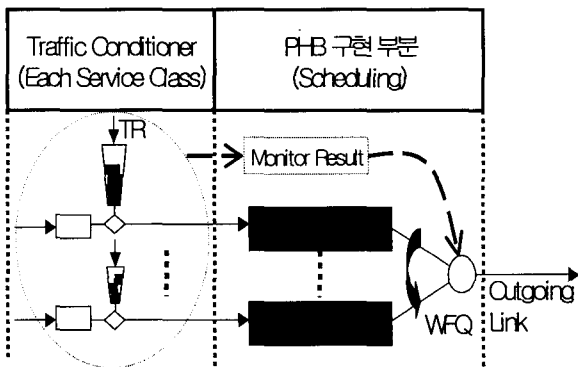 Traffic Conditioner
(Each Service Class)
PHB 구현 부분
(Scheduling)
TR
Monitor Result
WFQ
Outgoing
Link